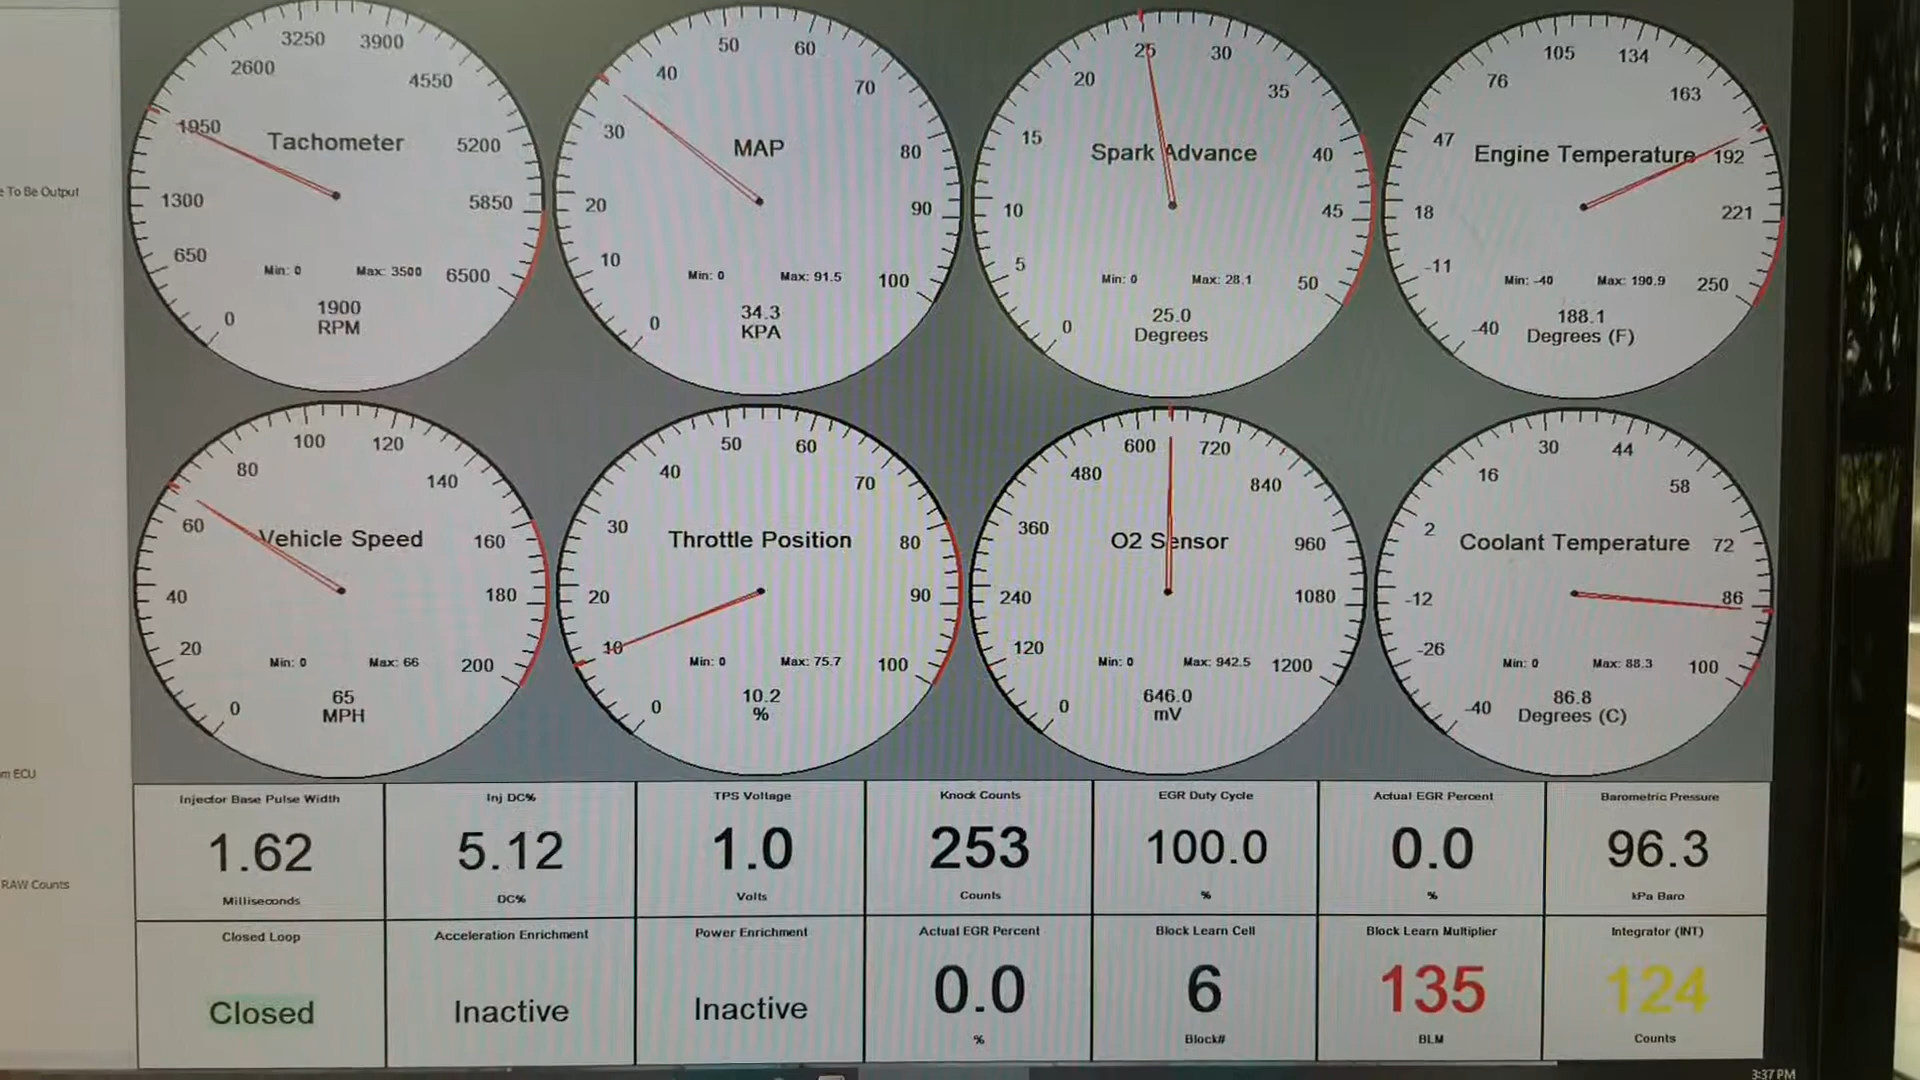 e To Be Output
m ECU
RAW Counts
3250 3900
2600 4550
1950 5200
1300 5850
650 6500
0
Tachometer
Min: 0 Max: 3500
1900
RPM
50 60
40 70
30 80
20 90
10 100
0
MAP
Min: 0 Max: 91.5
34.3
KPA
25 30
20 35
15 40
10 45
5 50
0
Spark Advance
Min: 0 Max: 28.1
25.0
Degrees
105 134
76 163
47 192
18 221
-11 250
-40
Engine Temperature
Min: -40 Max: 190.9
188.1
Degrees (F)
100 120
80 140
60 160
40 180
20 200
0
Vehicle Speed
Min: 0 Max: 66
65
MPH
50 60
40 70
30 80
20 90
10 100
0
Throttle Position
Min: 0 Max: 75.7
10.2
%
600 720
480 840
360 960
240 1080
120 1200
0
O2 Sensor
Min: 0 Max: 942.5
646.0
mV
30 44
16 58
2 72
-12 86
-26 100
-40
Coolant Temperature
Min: 0 Max: 88.3
86.8
Degrees (C)
Injector Base Pulse Width
1.62
Milliseconds
Inj DC%
5.12
DC%
TPS Voltage
1.0
Volts
Knock Counts
253
Counts
EGR Duty Cycle
100.0
%
Actual EGR Percent
0.0
%
Barometric Pressure
96.3
kPa Baro
Closed Loop
Closed
Acceleration Enrichment
Inactive
Power Enrichment
Inactive
Actual EGR Percent
0.0
%
Block Learn Cell
6
Block#
Block Learn Multiplier
135
BLM
Integrator (INT)
124
Counts
3:37 PM